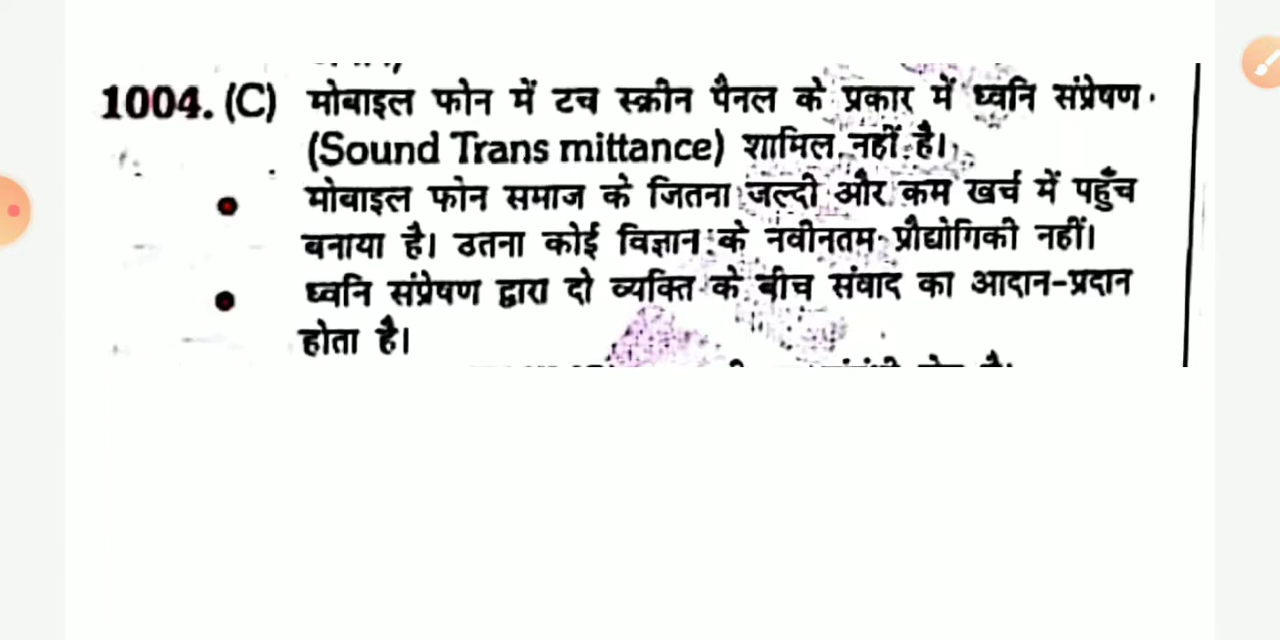 1004. (C) मोबाइल फोन में टच स्क्रीन पैनल के प्रकार में ध्वनि संप्रेषण
(Sound Trans mittance) शामिल नहीं है।
• मोबाइल फोन समाज के जितना जल्दी और कम खर्च में पहुँच
बनाया है। उतना कोई विज्ञान के नवीनतम प्रौद्योगिकी नहीं।
• ध्वनि संप्रेषण द्वारा दो व्यक्ति के बीच संवाद का आदान-प्रदान
होता है।